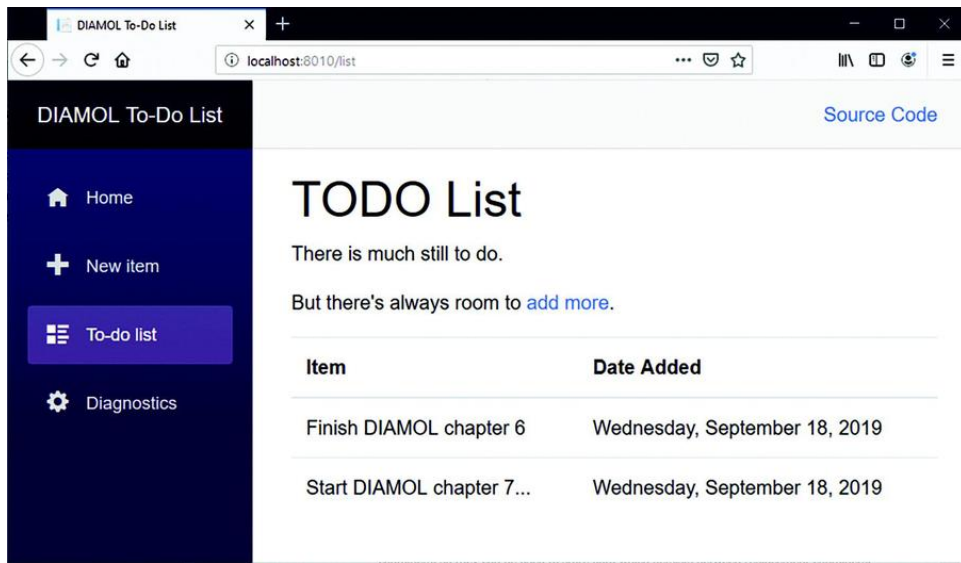 DIAMOL To-Do List
localhost:8010/list
DIAMOL To-Do List
Source Code
Home
New item
To-do list
Diagnostics
TODO List
There is much still to do.
But there's always room to add more.
Item Date Added
Finish DIAMOL chapter 6 Wednesday, September 18, 2019
Start DIAMOL chapter 7... Wednesday, September 18, 2019